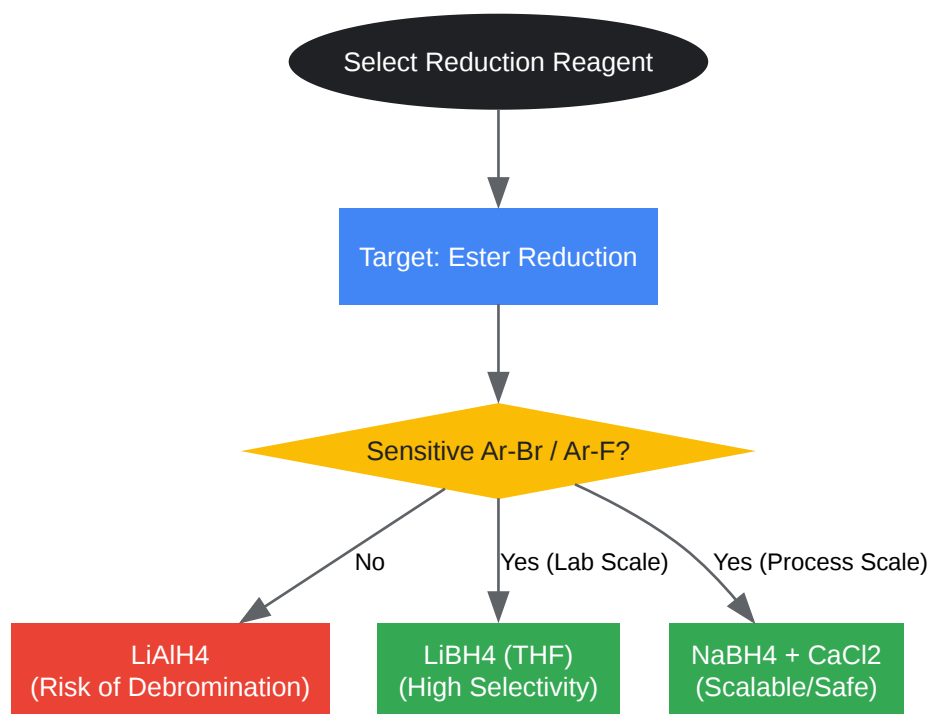 Select Reduction Reagent
Target: Ester Reduction
Sensitive Ar-Br / Ar-F?
No
Yes (Lab Scale)
Yes (Process Scale)
LiAlH4
(Risk of Debromination)
LiBH4 (THF)
(High Selectivity)
NaBH4 + CaCl2
(Scalable/Safe)